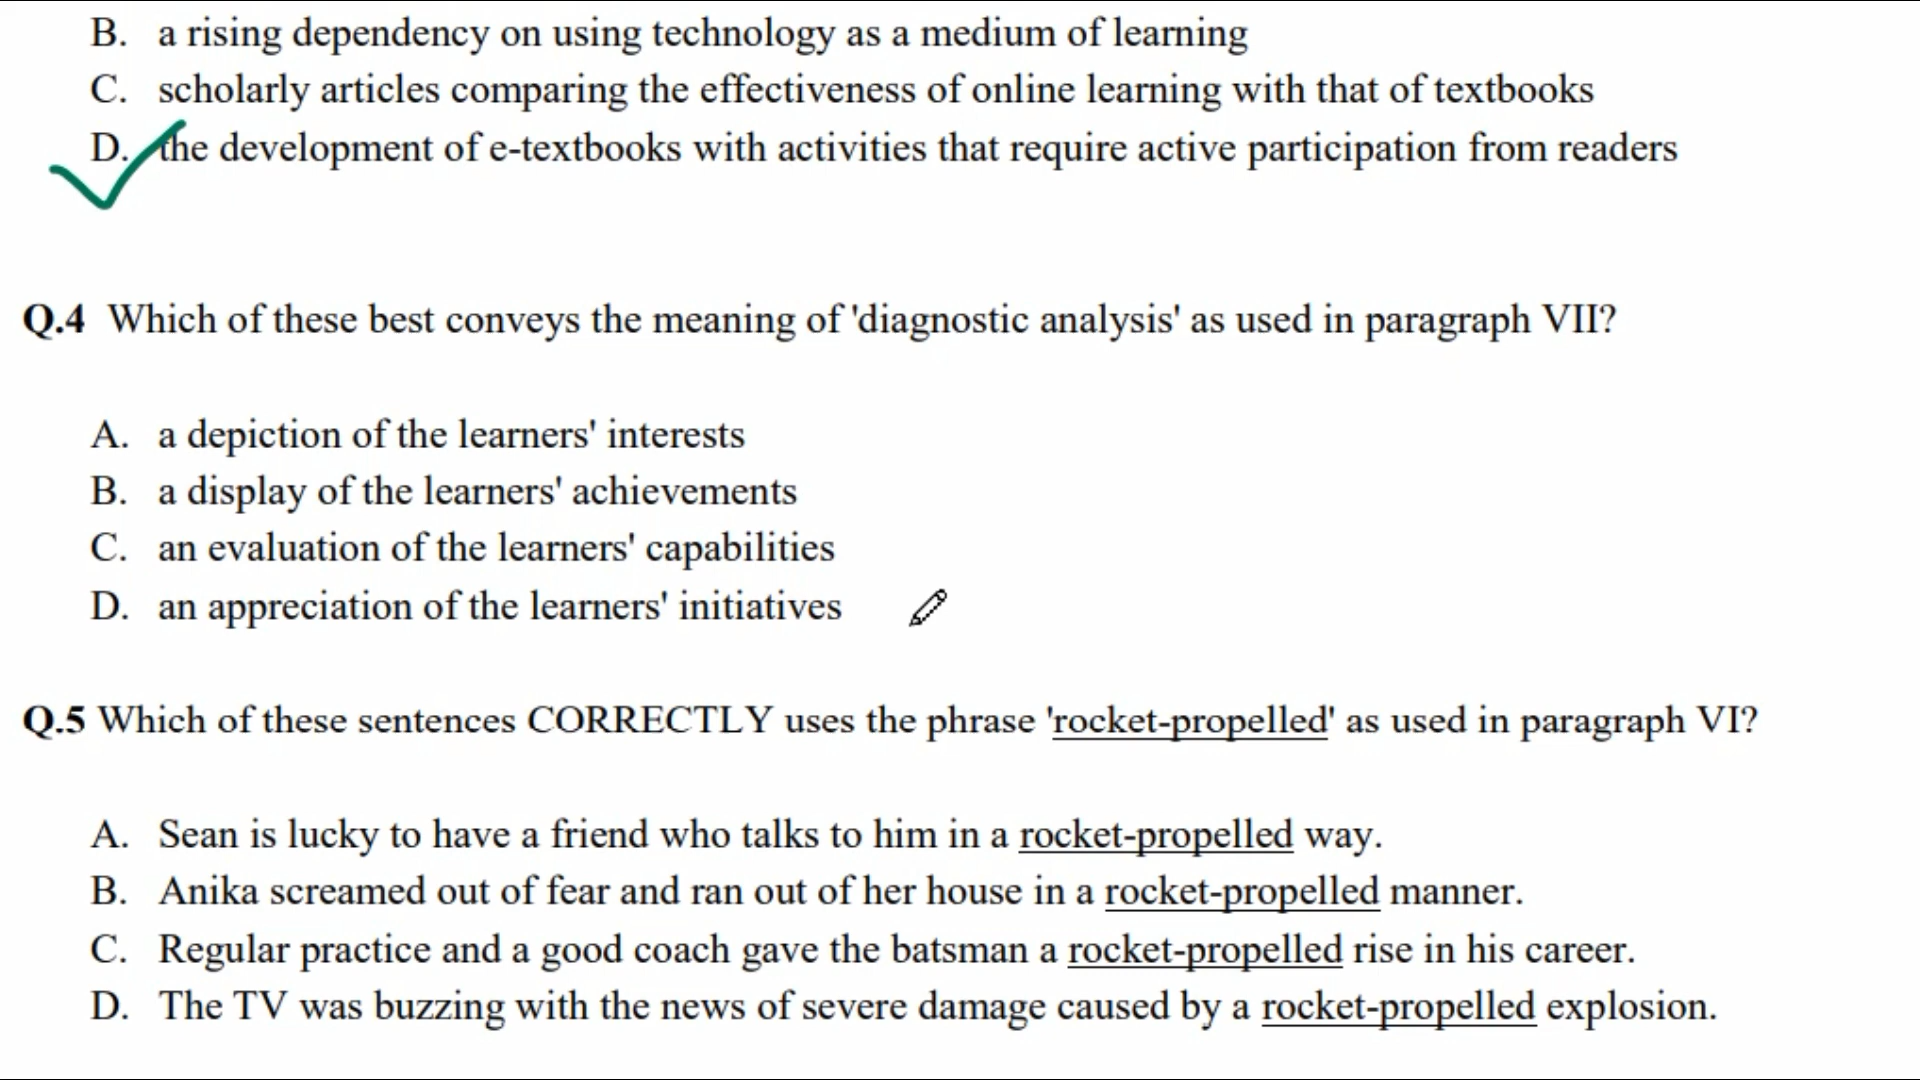 B. a rising dependency on using technology as a medium of learning
C. scholarly articles comparing the effectiveness of online learning with that of textbooks
D. the development of e-textbooks with activities that require active participation from readers
Q.4 Which of these best conveys the meaning of 'diagnostic analysis' as used in paragraph VII?
A. a depiction of the learners' interests
B. a display of the learners' achievements
C. an evaluation of the learners' capabilities
D. an appreciation of the learners' initiatives
Q.5 Which of these sentences CORRECTLY uses the phrase 'rocket-propelled' as used in paragraph VI?
A. Sean is lucky to have a friend who talks to him in a rocket-propelled way.
B. Anika screamed out of fear and ran out of her house in a rocket-propelled manner.
C. Regular practice and a good coach gave the batsman a rocket-propelled rise in his career.
D. The TV was buzzing with the news of severe damage caused by a rocket-propelled explosion.